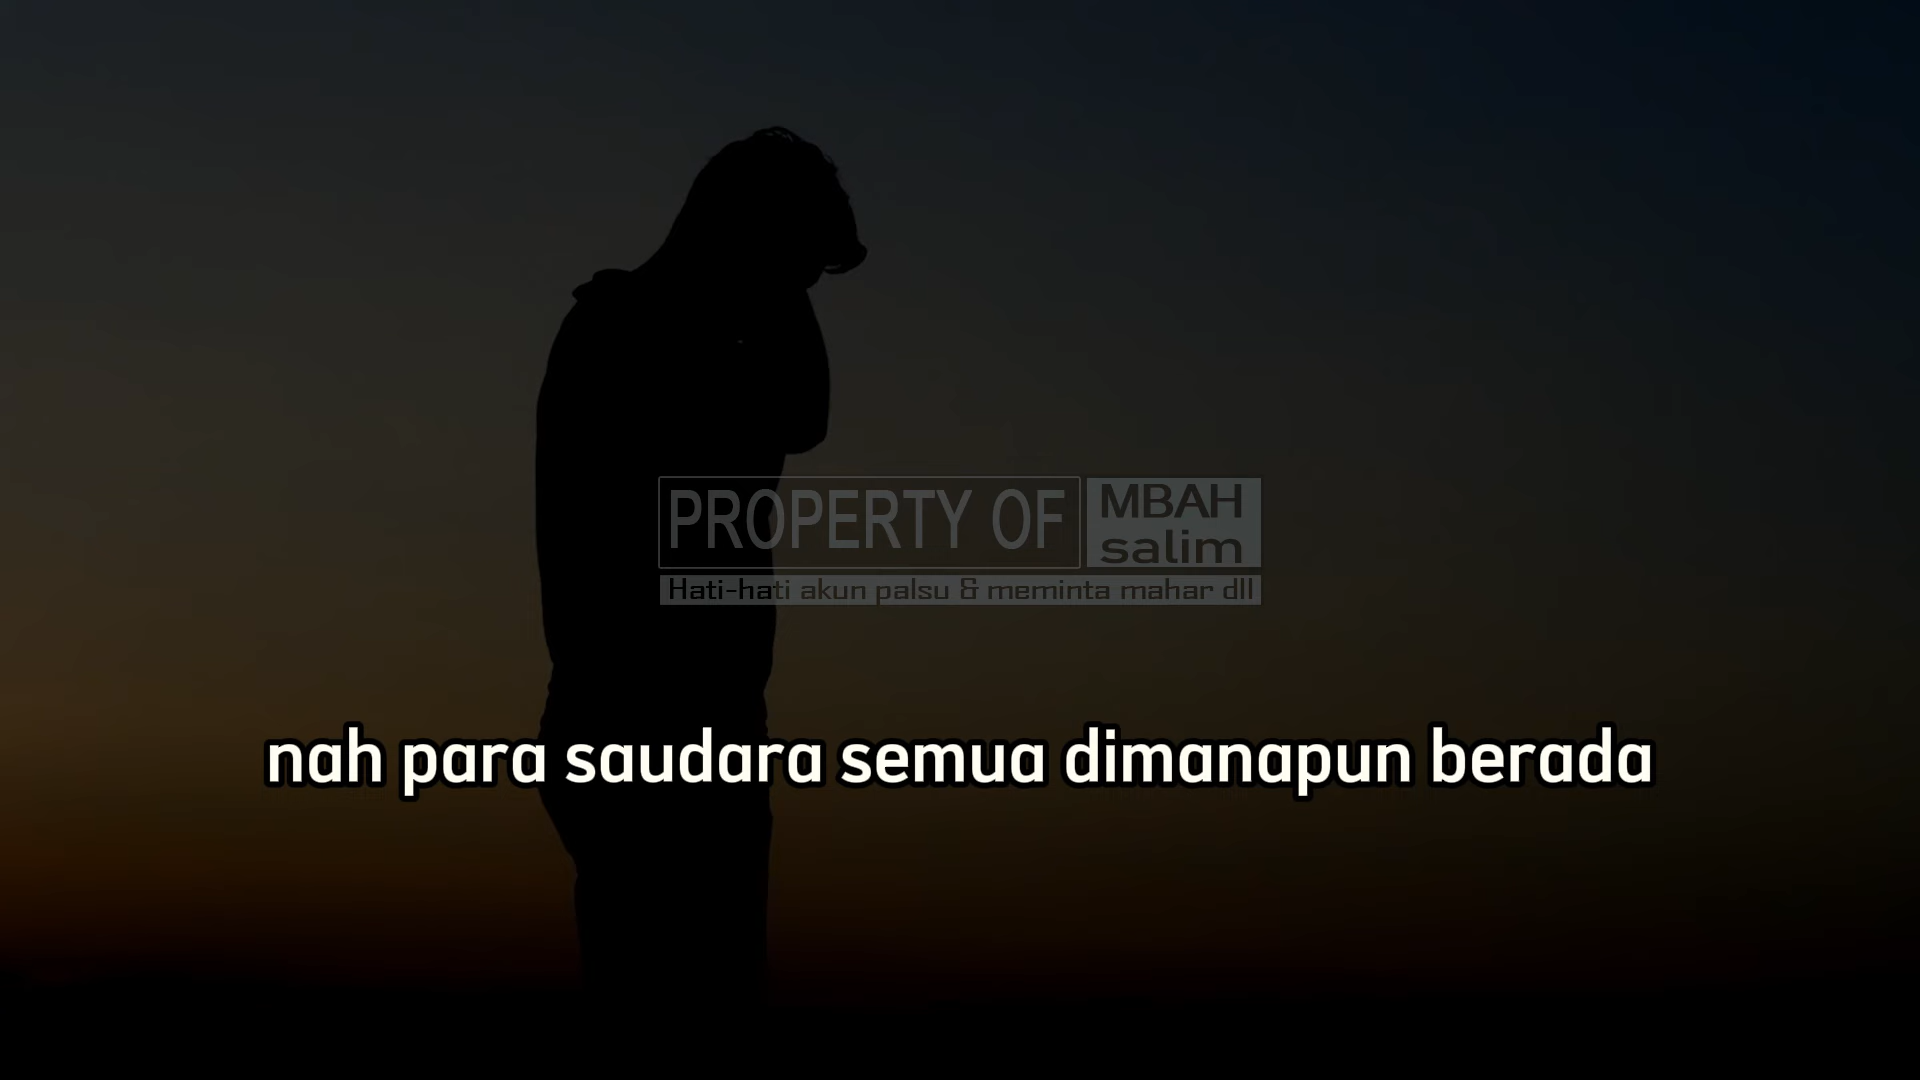 PROPERTY OF
MBAH
salim
Hati-hati akun palsu & meminta mahar dll
nah para saudara semua dimanapun berada